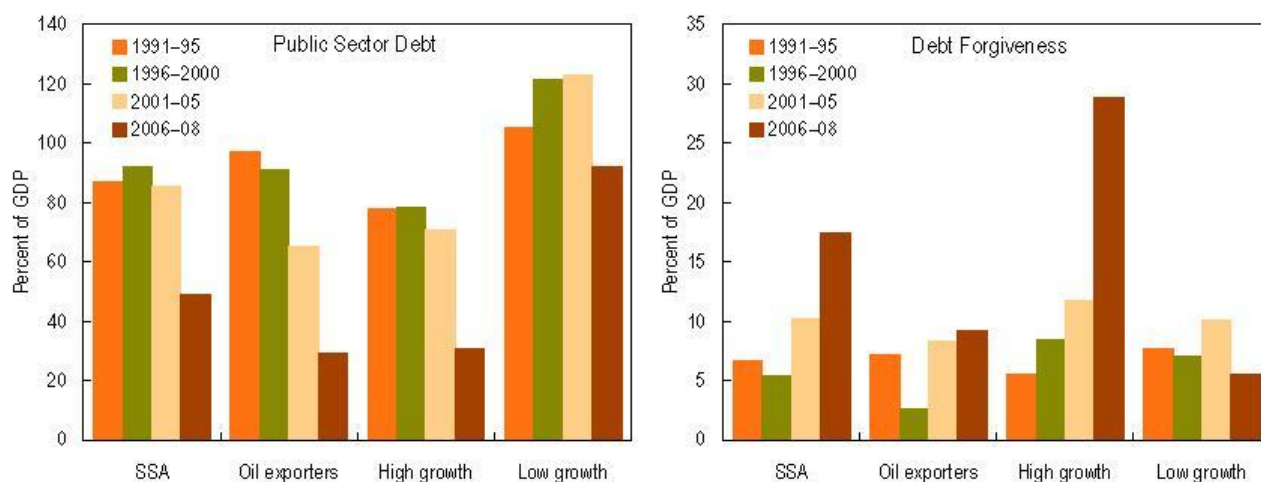 Public Sector Debt
Percent of GDP
140
120
100
80
60
40
20
0
1991–95
1996–2000
2001–05
2006–08
SSA
Oil exporters
High growth
Low growth
Debt Forgiveness
Percent of GDP
35
30
25
20
15
10
5
0
1991–95
1996–2000
2001–05
2006–08
SSA
Oil exporters
High growth
Low growth